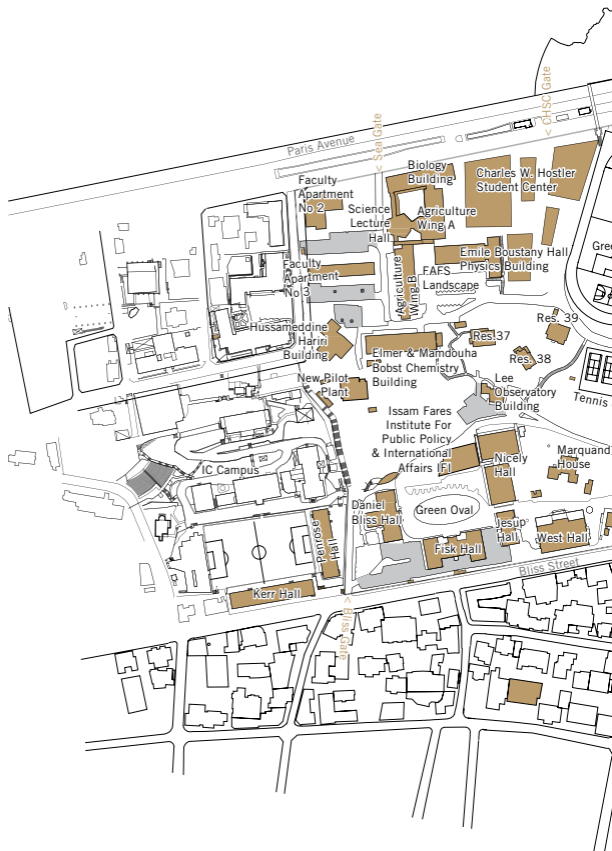 < CHSC Gate
< Sea Gate
Paris Avenue
Biology
Building
Charles W. Hostler
Student Center
Faculty
Apartment
No 2
Science
Lecture
Hall
Agriculture
Wing A
Gree
Emile Boustany Hall
Physics Building
Faculty
Apartment
No 3
Agriculture
Wing B
FAFS
Landscape
Hussameddine
Hariri
Building
Res.37
Res. 39
Res. 38
Elmer & Mamdouha
Bobst Chemistry
Building
New Pilot
Plant
Lee
Observatory
Building
Tennis
Issam Fares
Institute For
Public Policy
& International
Affairs IFI
Nicely
Hall
Marquand
House
IC Campus
Daniel
Bliss Hall
Green Oval
Penrose
Hall
Jesup
Hall
West Hall
Fisk Hall
Bliss Street
Kerr Hall
< Bliss Gate